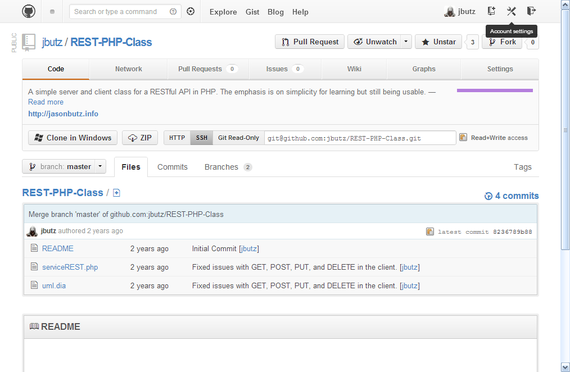 Search or type a command
Explore Gist Blog Help
jbutz
Account settings
PUBLIC
jbutz / REST-PHP-Class
Pull Request Unwatch Unstar 3 Fork 0
Code Network Pull Requests 0 Issues 0 Wiki Graphs Settings
A simple server and client class for a RESTful API in PHP. The emphasis is on simplicity for learning but still being usable. —
Read more
http://jasonbutz.info
Clone in Windows ZIP HTTP SSH Git Read-Only git@github.com:jbutz/REST-PHP-Class.git Read+Write access
branch: master Files Commits Branches 2 Tags
REST-PHP-Class /
4 commits
Merge branch 'master' of github.com:jbutz/REST-PHP-Class
jbutz authored 2 years ago latest commit 8236789b88
README 2 years ago Initial Commit [jbutz]
serviceREST.php 2 years ago Fixed issues with GET, POST, PUT, and DELETE in the client. [jbutz]
uml.dia 2 years ago Fixed issues with GET, POST, PUT, and DELETE in the client. [jbutz]
README